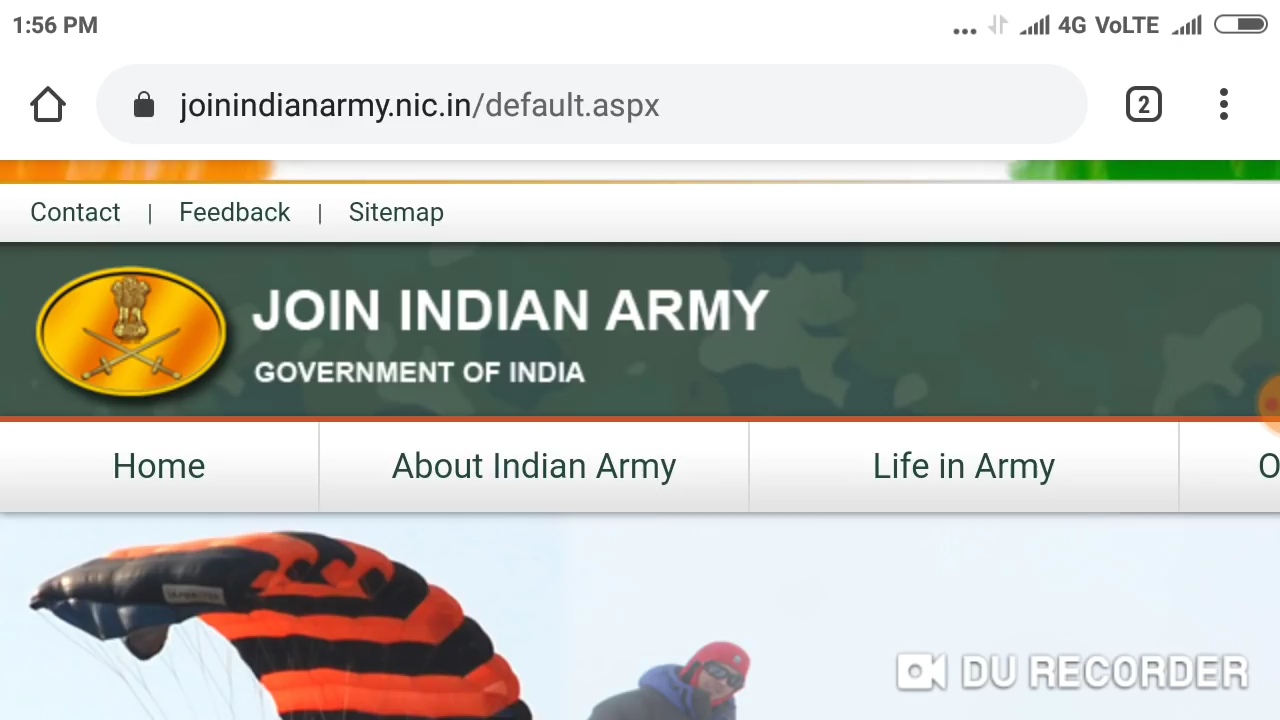 1:56 PM
4G VoLTE
joinindianarmy.nic.in/default.aspx
2
Contact | Feedback | Sitemap
JOIN INDIAN ARMY
GOVERNMENT OF INDIA
Home
About Indian Army
Life in Army
O
DU RECORDER